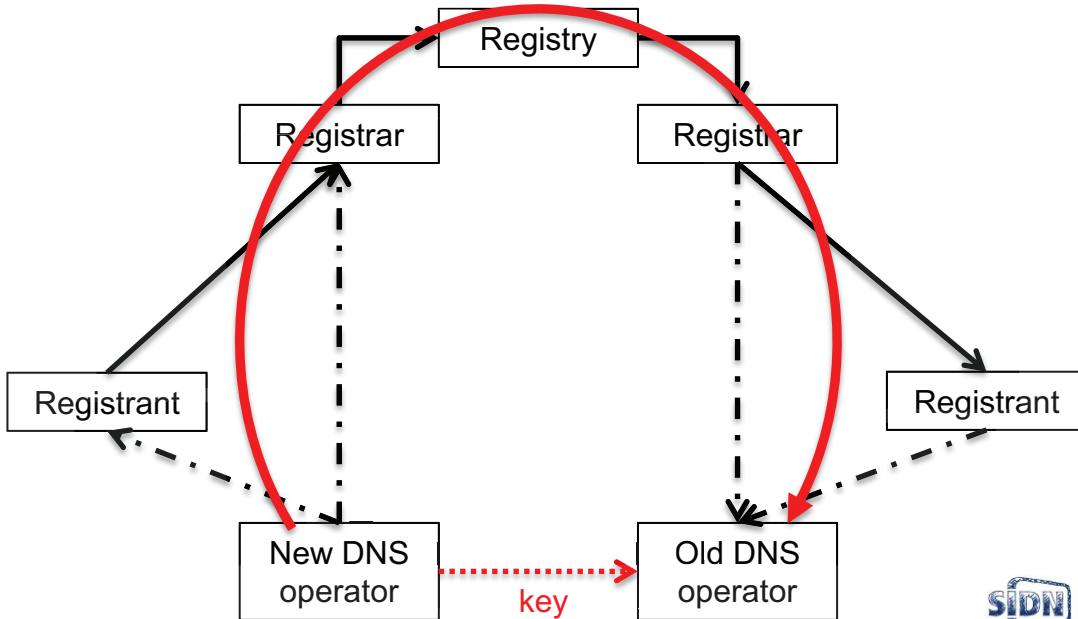 Registry
Registrar
Registrar
Registrant
Registrant
New DNS
operator
Old DNS
operator
key
SIDN